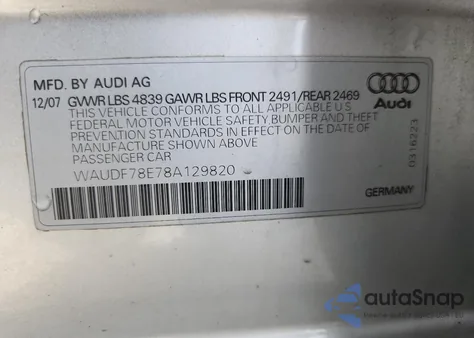 MFD. BY AUDI AG
12/07 GVWR LBS 4839 GAWR LBS FRONT 2491/REAR 2469
THIS VEHICLE CONFORMS TO ALL APPLICABLE U.S.
FEDERAL MOTOR VEHICLE SAFETY, BUMPER AND THEFT
PREVENTION STANDARDS IN EFFECT ON THE DATE OF
MANUFACTURE SHOWN ABOVE
PASSENGER CAR
WAUDF78E78A129820
Audi
0316223
GERMANY
autoSnap